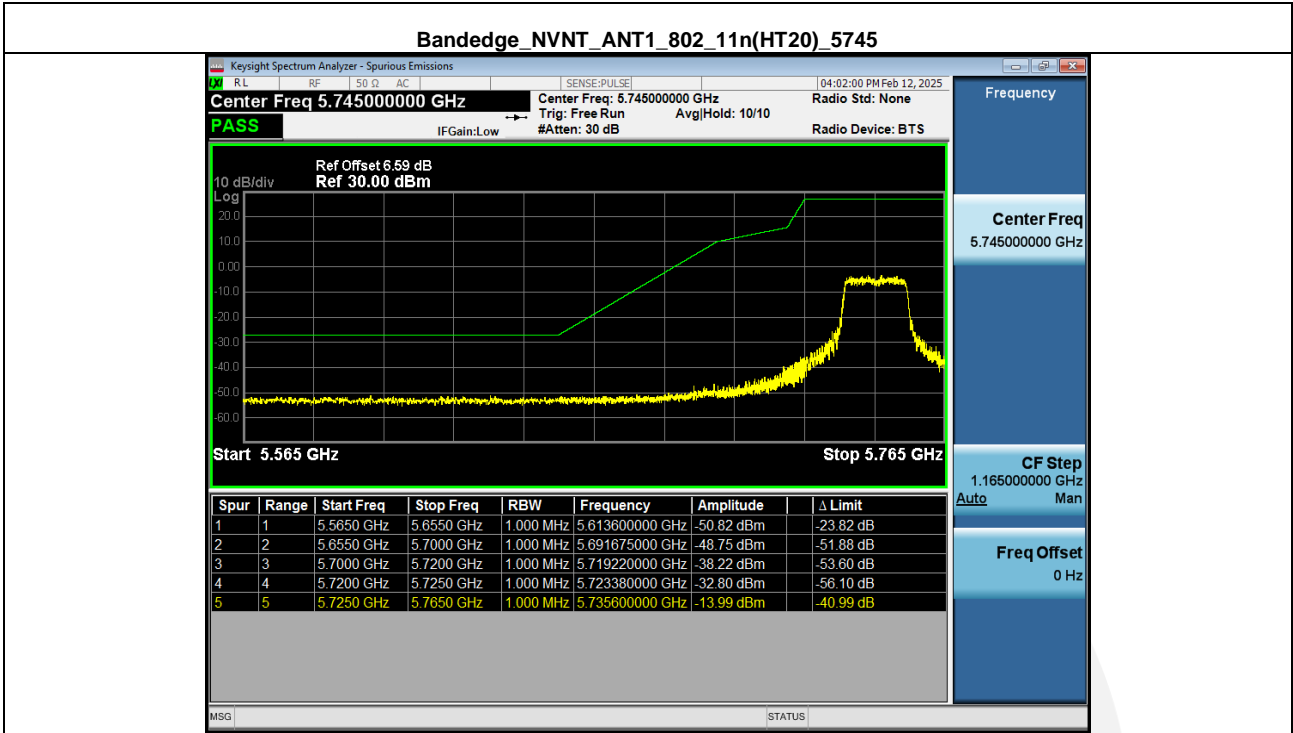 Bandedge_NVNT_ANT1_802_11n(HT20)_5745
Keysight Spectrum Analyzer - Spurious Emissions
LXI RL RF 50 Ω AC SENSE:PULSE 04:02:00 PM Feb 12, 2025
Center Freq 5.745000000 GHz
Center Freq: 5.745000000 GHz
Radio Std: None
Trig: Free Run Avg|Hold: 10/10
PASS
IFGain:Low
#Atten: 30 dB
Radio Device: BTS
Ref Offset 6.59 dB
10 dB/div Ref 30.00 dBm
Log
20.0
10.0
0.00
-10.0
-20.0
-30.0
-40.0
-50.0
-60.0
Start 5.565 GHz Stop 5.765 GHz
Spur Range Start Freq Stop Freq RBW Frequency Amplitude Δ Limit
1 1 5.5650 GHz 5.6550 GHz 1.000 MHz 5.613600000 GHz -50.82 dBm -23.82 dB
2 2 5.6550 GHz 5.7000 GHz 1.000 MHz 5.691675000 GHz -48.75 dBm -51.88 dB
3 3 5.7000 GHz 5.7200 GHz 1.000 MHz 5.719220000 GHz -38.22 dBm -53.60 dB
4 4 5.7200 GHz 5.7250 GHz 1.000 MHz 5.723380000 GHz -32.80 dBm -56.10 dB
5 5 5.7250 GHz 5.7650 GHz 1.000 MHz 5.735600000 GHz -13.99 dBm -40.99 dB
Frequency
Center Freq
5.745000000 GHz
CF Step
1.165000000 GHz
Auto Man
Freq Offset
0 Hz
MSG STATUS